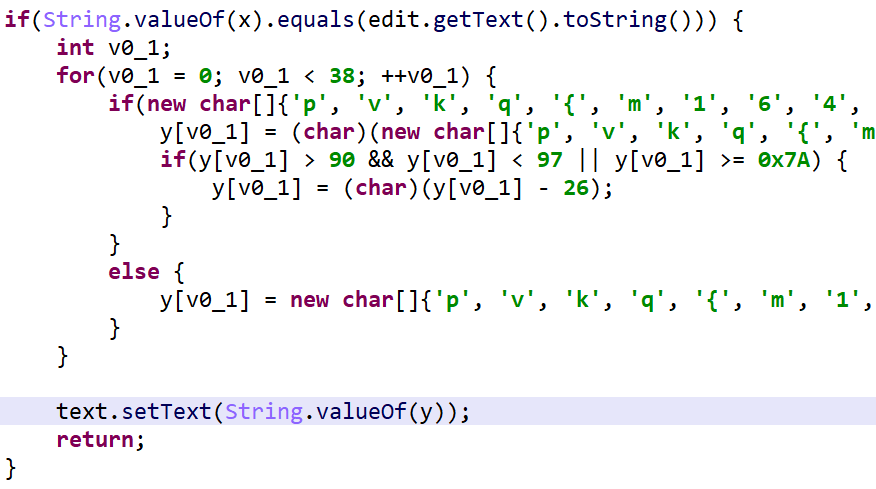 if(String.valueOf(x).equals(edit.getText().toString())) {
    int v0_1;
    for(v0_1 = 0; v0_1 < 38; ++v0_1) {
        if(new char[]{'p', 'v', 'k', 'q', '{', 'm', '1', '6', '4',
            y[v0_1] = (char)(new char[]{'p', 'v', 'k', 'q', '{', 'm
            if(y[v0_1] > 90 && y[v0_1] < 97 || y[v0_1] >= 0x7A) {
                y[v0_1] = (char)(y[v0_1] - 26);
            }
        }
        else {
            y[v0_1] = new char[]{'p', 'v', 'k', 'q', '{', 'm', '1',
        }
    }
    text.setText(String.valueOf(y));
    return;
}